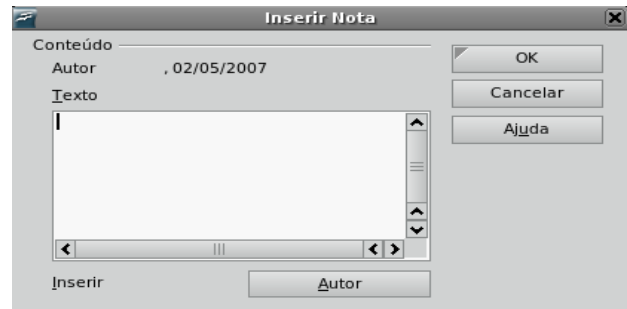 Inserir Nota
Conteúdo
Autor , 02/05/2007
Texto
OK
Cancelar
Ajuda
Inserir Autor